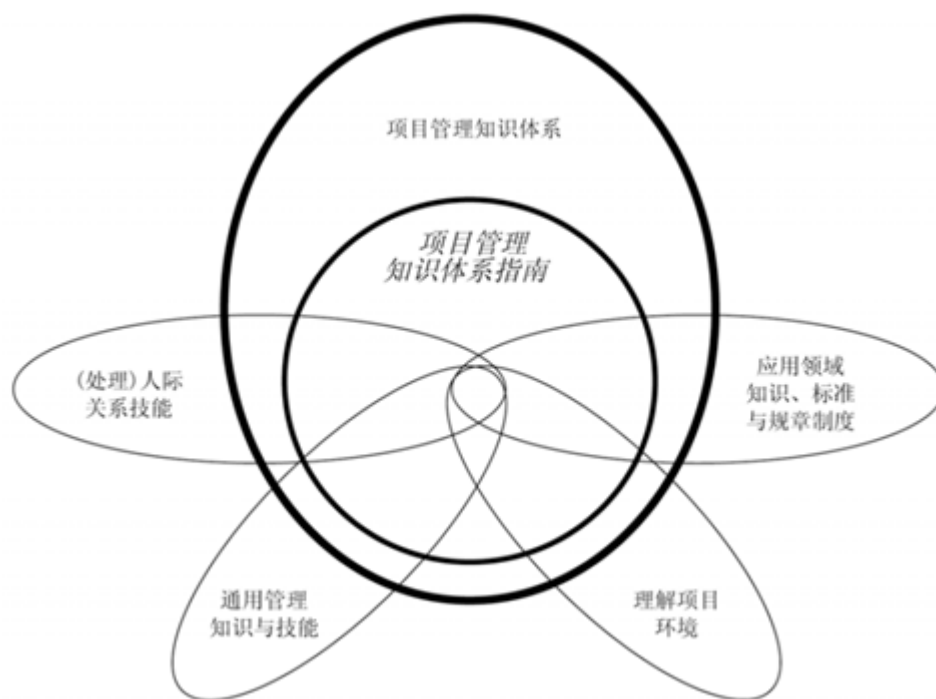 项目管理知识体系
项目管理
知识体系指南
(处理)人际
关系技能
应用领域
知识、标准
与规章制度
通用管理
知识与技能
理解项目
环境